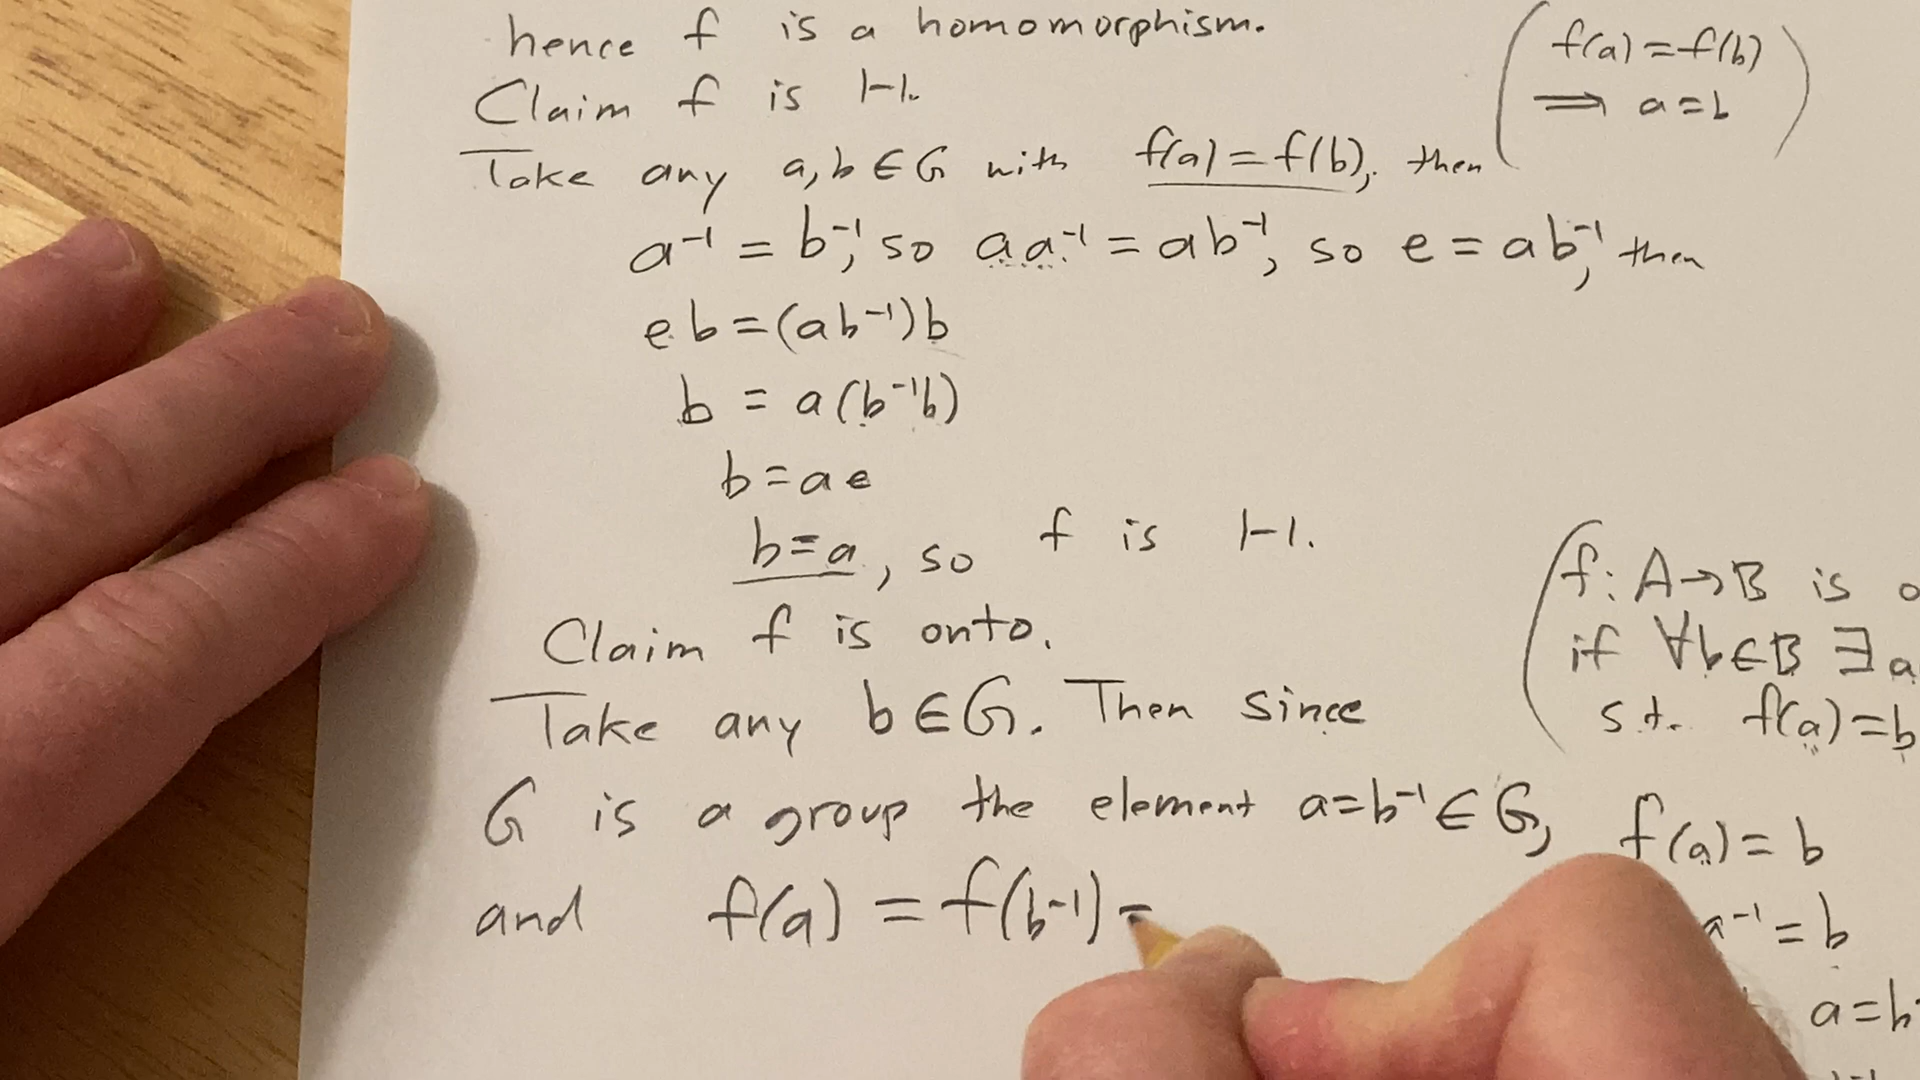 hence f is a homomorphism.
Claim f is 1-1.
(f(a)=f(b)
⟹ a=b)
Take any a,b∈G with f(a)=f(b), then
a⁻¹ = b⁻¹, so aa⁻¹ = ab⁻¹, so e = ab⁻¹, then
eb=(ab⁻¹)b
b = a(b⁻¹b)
b=ae
b=a, so f is 1-1.
Claim f is onto.
(f: A→B is
if ∀b∈B ∃a
s.t. f(a)=b
Take any b∈G. Then since
G is a group the element a=b⁻¹∈G,
and f(a) = f(b⁻¹) =
f(a)= b
a⁻¹ = b
a=b